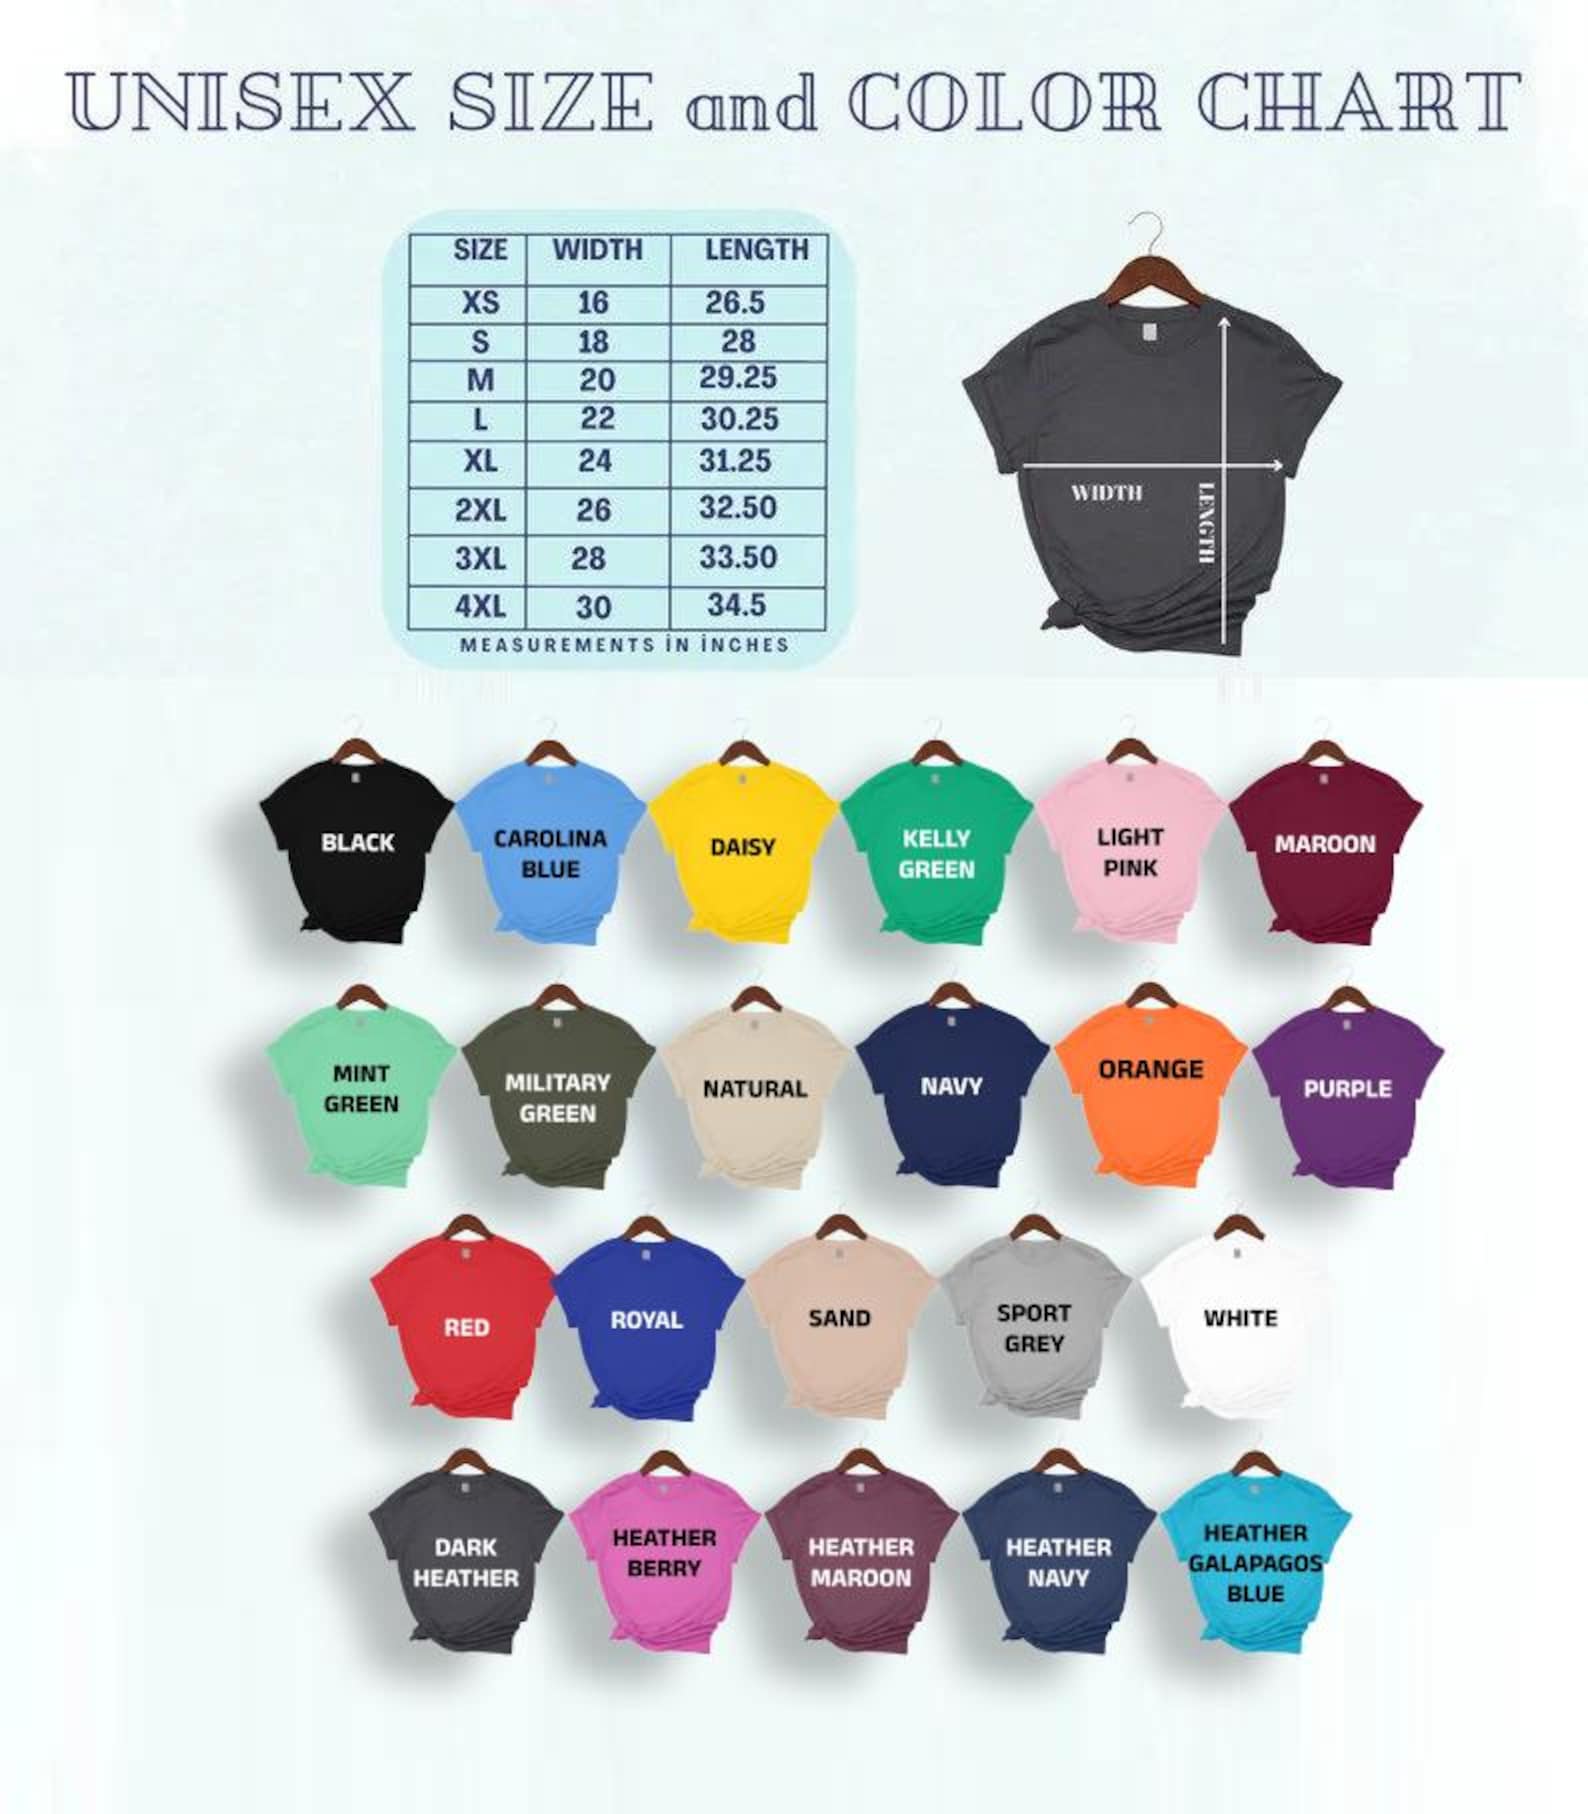 UNISEX SIZE and COLOR CHART
SIZE WIDTH LENGTH
XS 16 26.5
S 18 28
M 20 29.25
L 22 30.25
XL 24 31.25
2XL 26 32.50
3XL 28 33.50
4XL 30 34.5
MEASUREMENTS İN İNCHES
WIDTH
LENGTH
BLACK
CAROLINA
BLUE
DAISY
KELLY
GREEN
LIGHT
PINK
MAROON
MINT
GREEN
MILITARY
GREEN
NATURAL
NAVY
ORANGE
PURPLE
RED
ROYAL
SAND
SPORT
GREY
WHITE
DARK
HEATHER
HEATHER
BERRY
HEATHER
MAROON
HEATHER
NAVY
HEATHER
GALAPAGOS
BLUE